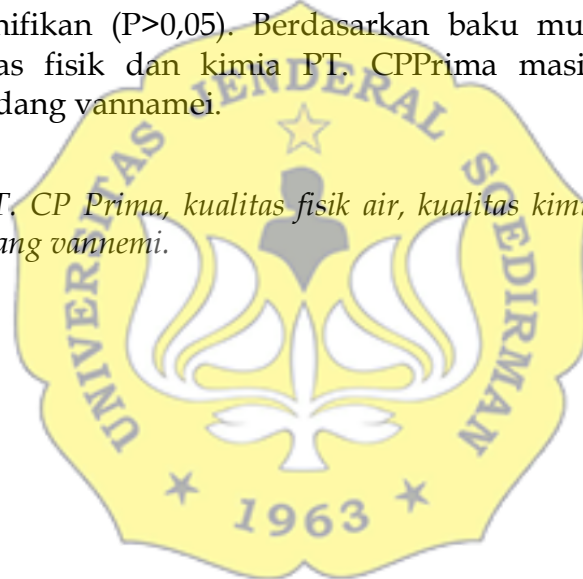 nifikan (P>0,05). Berdasarkan baku mu
as fisik dan kimia PT. CPPrima masi
dang vannamei.
T. CP Prima, kualitas fisik air, kualitas kimi
ang vannemi.
UNIVERSITAS JENDERAL SOEDIRMAN
1963